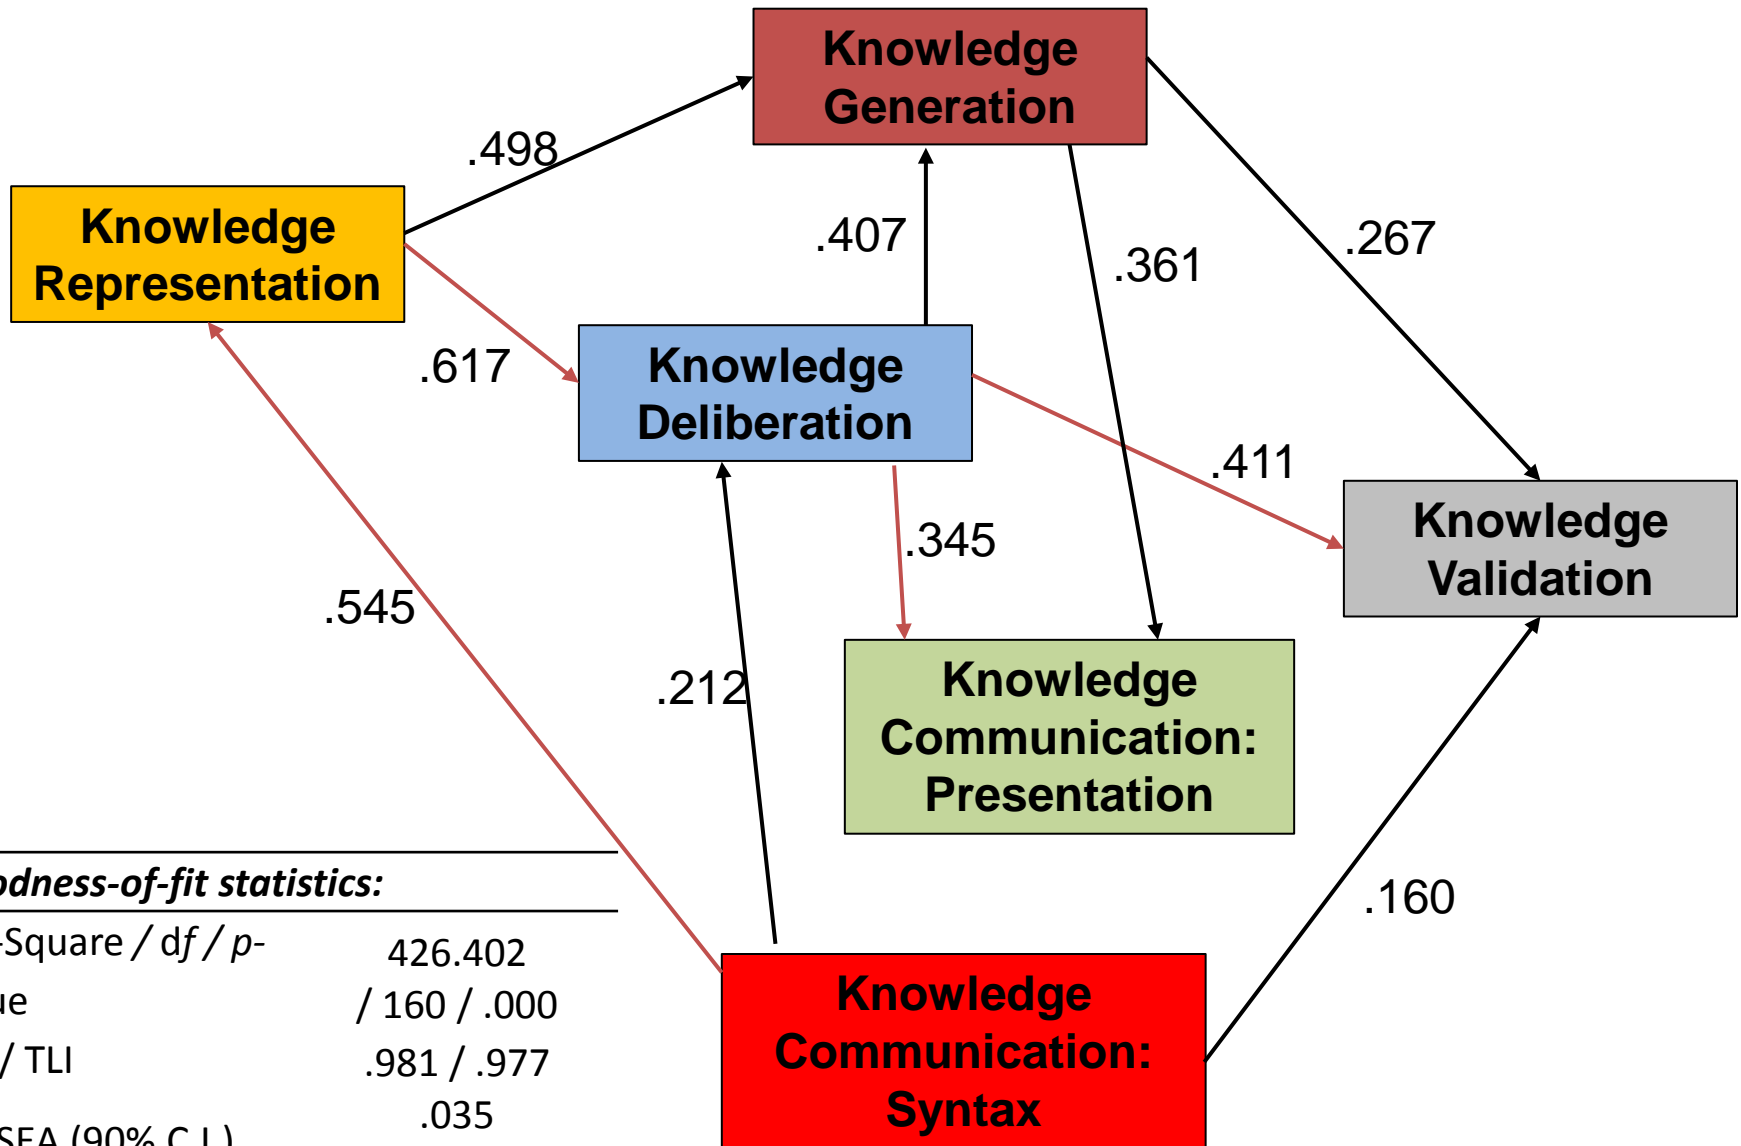 Knowledge
Generation
.498
Knowledge
Representation
.407
.267
.361
.617
Knowledge
Deliberation
.411
.345
Knowledge
Validation
.545
.212
Knowledge
Communication:
Presentation
.160
odness-of-fit statistics:
-Square / df / p-
ue
426.402
/ 160 / .000
/ TLI
.981 / .977
.035
SEA (90% C.I.)
Knowledge
Communication:
Syntax